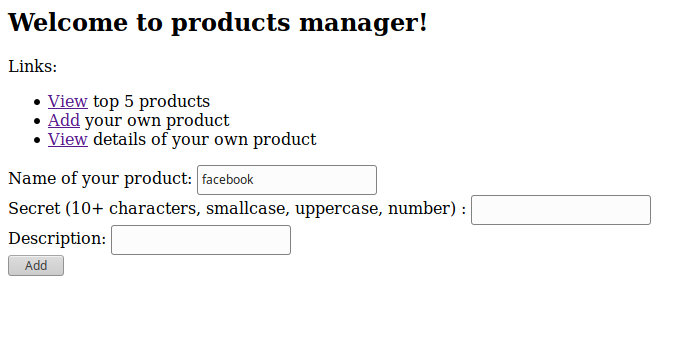 Welcome to products manager!
Links:
View top 5 products
Add your own product
View details of your own product
Name of your product: facebook
Secret (10+ characters, smallcase, uppercase, number) :
Description:
Add